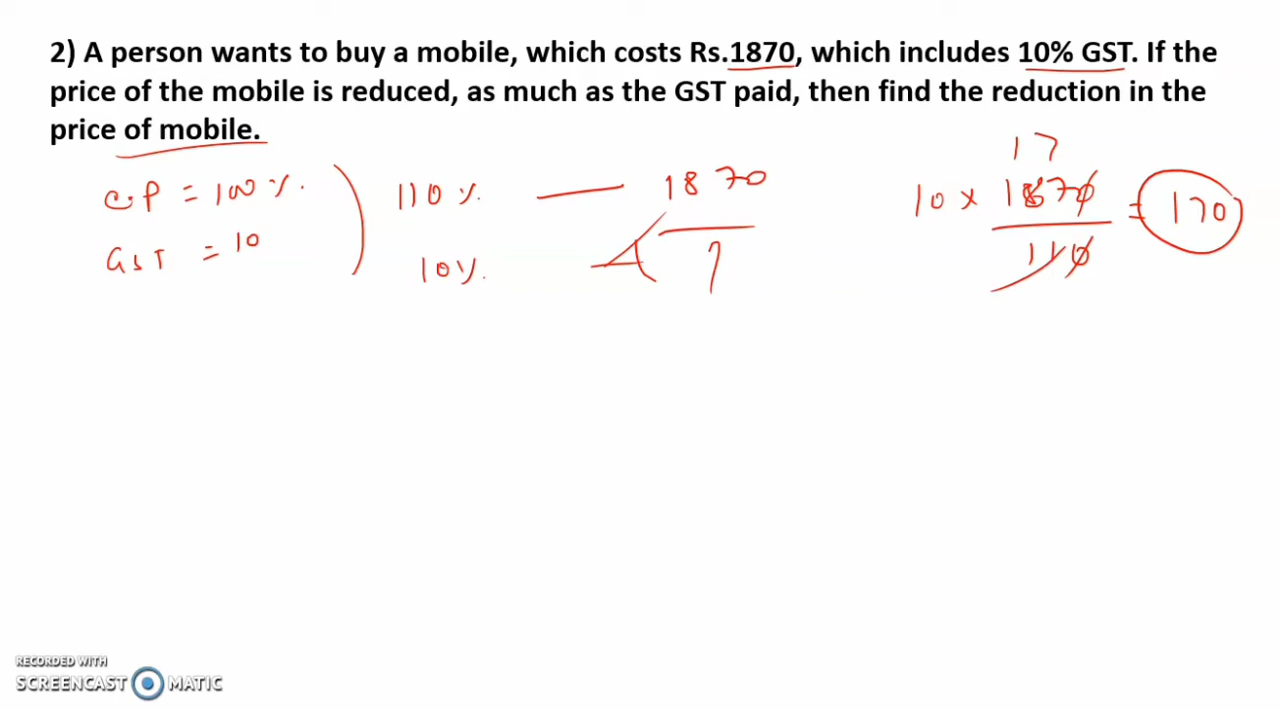 2) A person wants to buy a mobile, which costs Rs.1870, which includes 10% GST. If the
price of the mobile is reduced, as much as the GST paid, then find the reduction in the
price of mobile.
C.P = 100 %.
GST = 10
110 %. — 1870
10%. ?
17
10 x 1870 / 110 = 170
RECORDED WITH
SCREENCAST MATIC